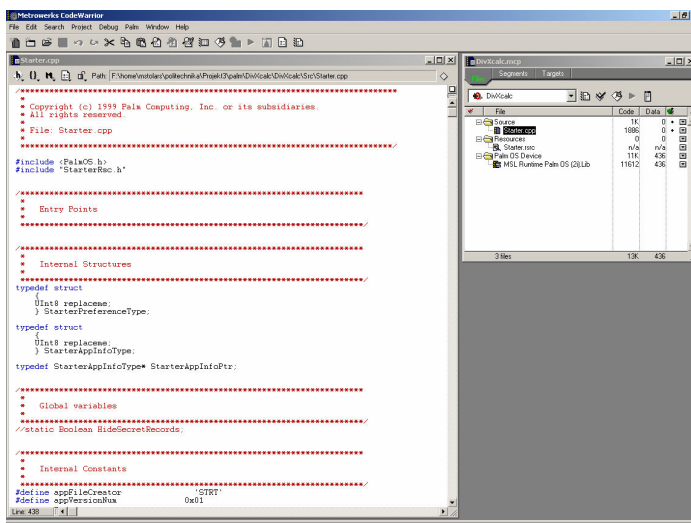 Metrowerks CodeWarrior
File Edit Search Project Debug Palm Window Help
Starter.cpp
Path: F:\home\mstolars\politechnika\Projekt3\palm\DivXcalc\DivXcalc\Src\Starter.cpp
/***********************************************************************
*
* Copyright (c) 1999 Palm Computing, Inc. or its subsidiaries.
* All rights reserved.
*
* File: Starter.cpp
*
***********************************************************************/
#include <PalmOS.h>
#include "StarterRsc.h"
/***********************************************************************
*
* Entry Points
*
***********************************************************************/
/***********************************************************************
*
* Internal Structures
*
***********************************************************************/
typedef struct
{
UInt8 replaceme;
} StarterPreferenceType;
typedef struct
{
UInt8 replaceme;
} StarterAppInfoType;
typedef StarterAppInfoType* StarterAppInfoPtr;
/***********************************************************************
*
* Global variables
*
***********************************************************************/
//static Boolean HideSecretRecords;
/***********************************************************************
*
* Internal Constants
*
***********************************************************************/
#define appFileCreator 'STRT'
#define appVersionNum 0x01
Line: 438
DivXcalc.mcp
Segments Targets
DivXcalc
File Code Data
Source 1K 0
Starter.cpp 1886 0
Resources 0 0
Starter.rsrc n/a n/a
Palm OS Device 11K 436
MSL Runtime Palm OS (2i).Lib 11612 436
3 files 13K 436